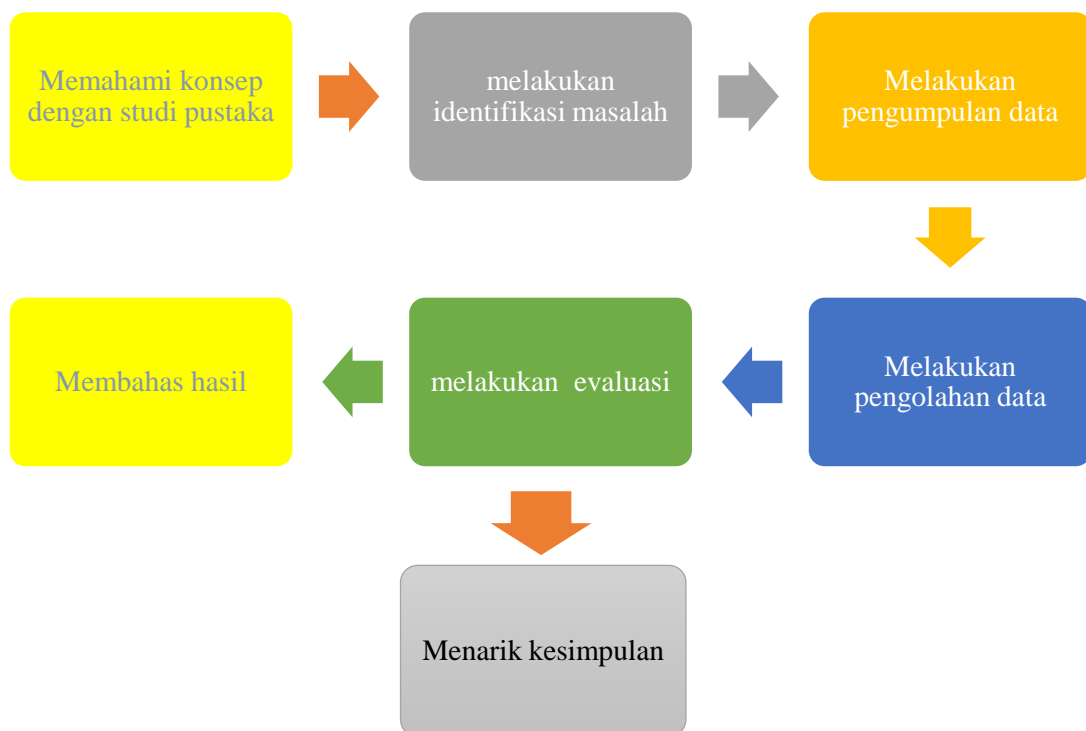 Memahami konsep
dengan studi pustaka
melakukan
identifikasi masalah
Melakukan
pengumpulan data
Membahas hasil
melakukan  evaluasi
Melakukan
pengolahan data
Menarik kesimpulan